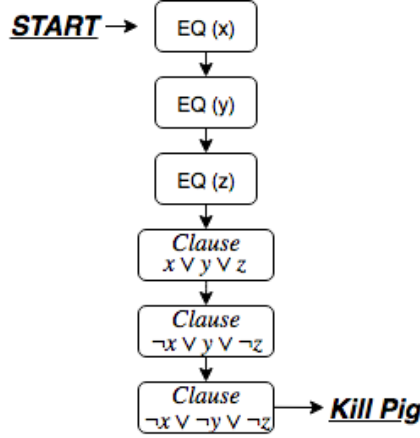 START
EQ (x)
EQ (y)
EQ (z)
Clause
x ∨ y ∨ z
Clause
¬x ∨ y ∨ ¬z
Clause
¬x ∨ ¬y ∨ ¬z
Kill Pig